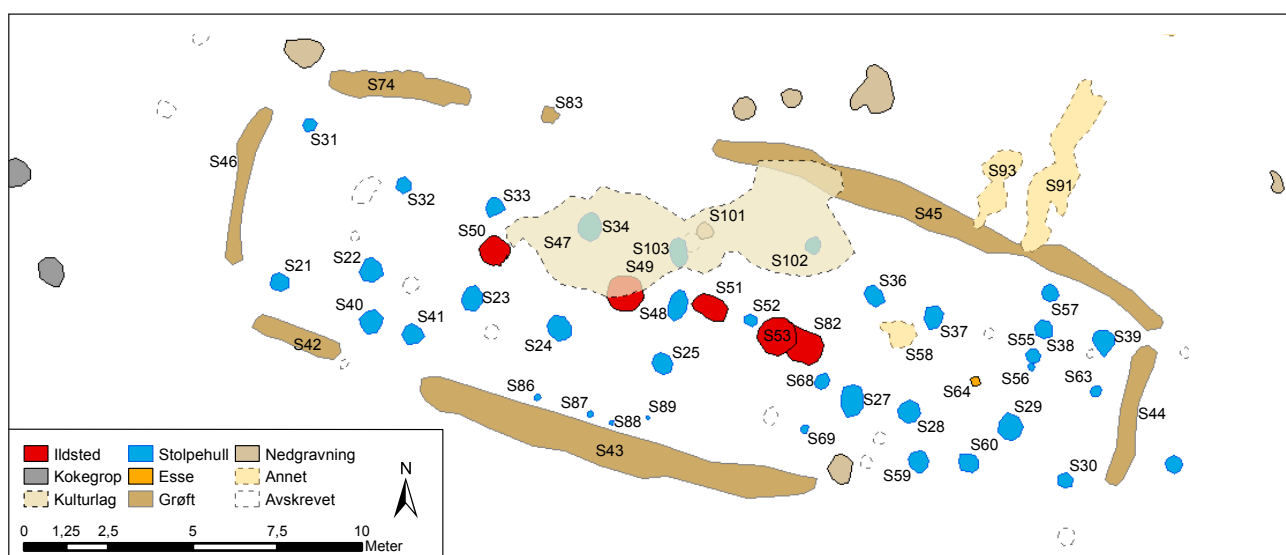 S74
S83
S31
S46
S93
S91
S32
S33
S45
S50
S34
S101
S47
S103
S102
S49
S21
S22
S51
S36
S57
S40
S41
S23
S48
S52
S37
S38
S39
S42
S24
S53
S82
S58
S55
S56
S25
S68
S64
S63
S44
S86
S87
S88
S89
S27
S28
S29
S69
S43
S59
S60
S30
Ildsted
Stolpehull
Nedgravning
Kokegrop
Esse
Annet
Kulturlag
Grøft
Avskrevet
N
0 1,25 2,5 5 7,5 10
Meter